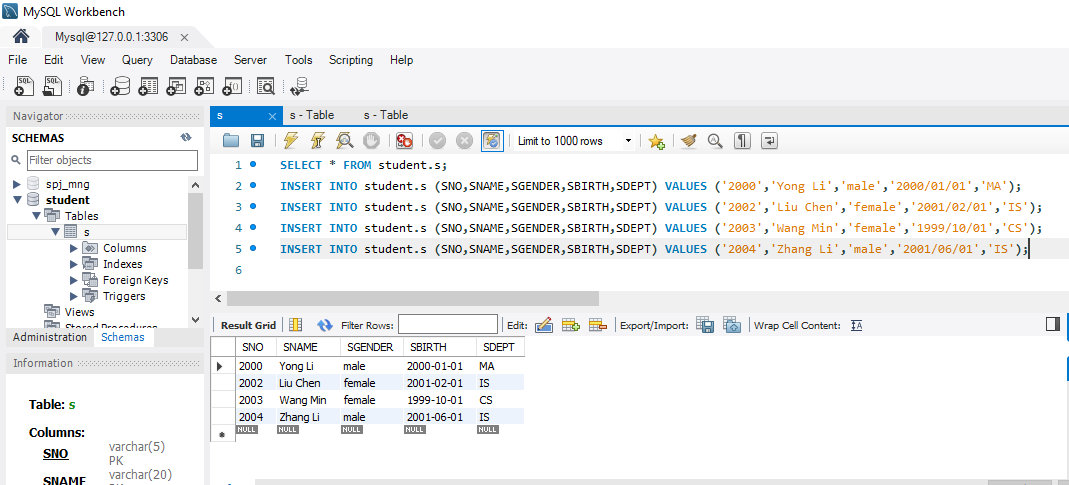 MySQL Workbench
Mysql@127.0.0.1:3306
File Edit View Query Database Server Tools Scripting Help
Navigator
SCHEMAS
Filter objects
spj_mng
student
Tables
s
Columns
Indexes
Foreign Keys
Triggers
Views
Stored Procedures
Administration Schemas
Information
Table: s
Columns:
SNO varchar(5)
PK
SNAME varchar(20)
s s - Table s - Table
Limit to 1000 rows
1 SELECT * FROM student.s;
2 INSERT INTO student.s (SNO,SNAME,SGENDER,SBIRTH,SDEPT) VALUES ('2000','Yong Li','male','2000/01/01','MA');
3 INSERT INTO student.s (SNO,SNAME,SGENDER,SBIRTH,SDEPT) VALUES ('2002','Liu Chen','female','2001/02/01','IS');
4 INSERT INTO student.s (SNO,SNAME,SGENDER,SBIRTH,SDEPT) VALUES ('2003','Wang Min','female','1999/10/01','CS');
5 INSERT INTO student.s (SNO,SNAME,SGENDER,SBIRTH,SDEPT) VALUES ('2004','Zhang Li','male','2001/06/01','IS');
6
Result Grid Filter Rows: Edit: Export/Import: Wrap Cell Content:
SNO SNAME SGENDER SBIRTH SDEPT
2000 Yong Li male 2000-01-01 MA
2002 Liu Chen female 2001-02-01 IS
2003 Wang Min female 1999-10-01 CS
2004 Zhang Li male 2001-06-01 IS
NULL NULL NULL NULL NULL